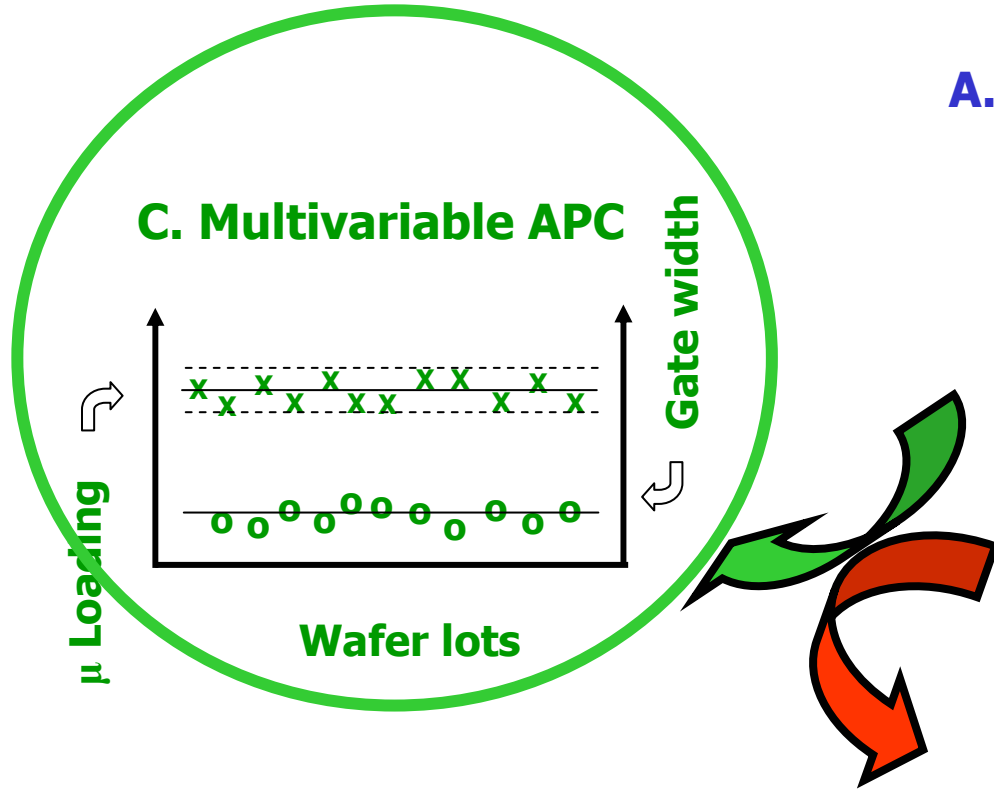 A.
C. Multivariable APC
Gate width
x x x x x x x x x x x x
o o o o o o o o o o o
μ Loading
Wafer lots